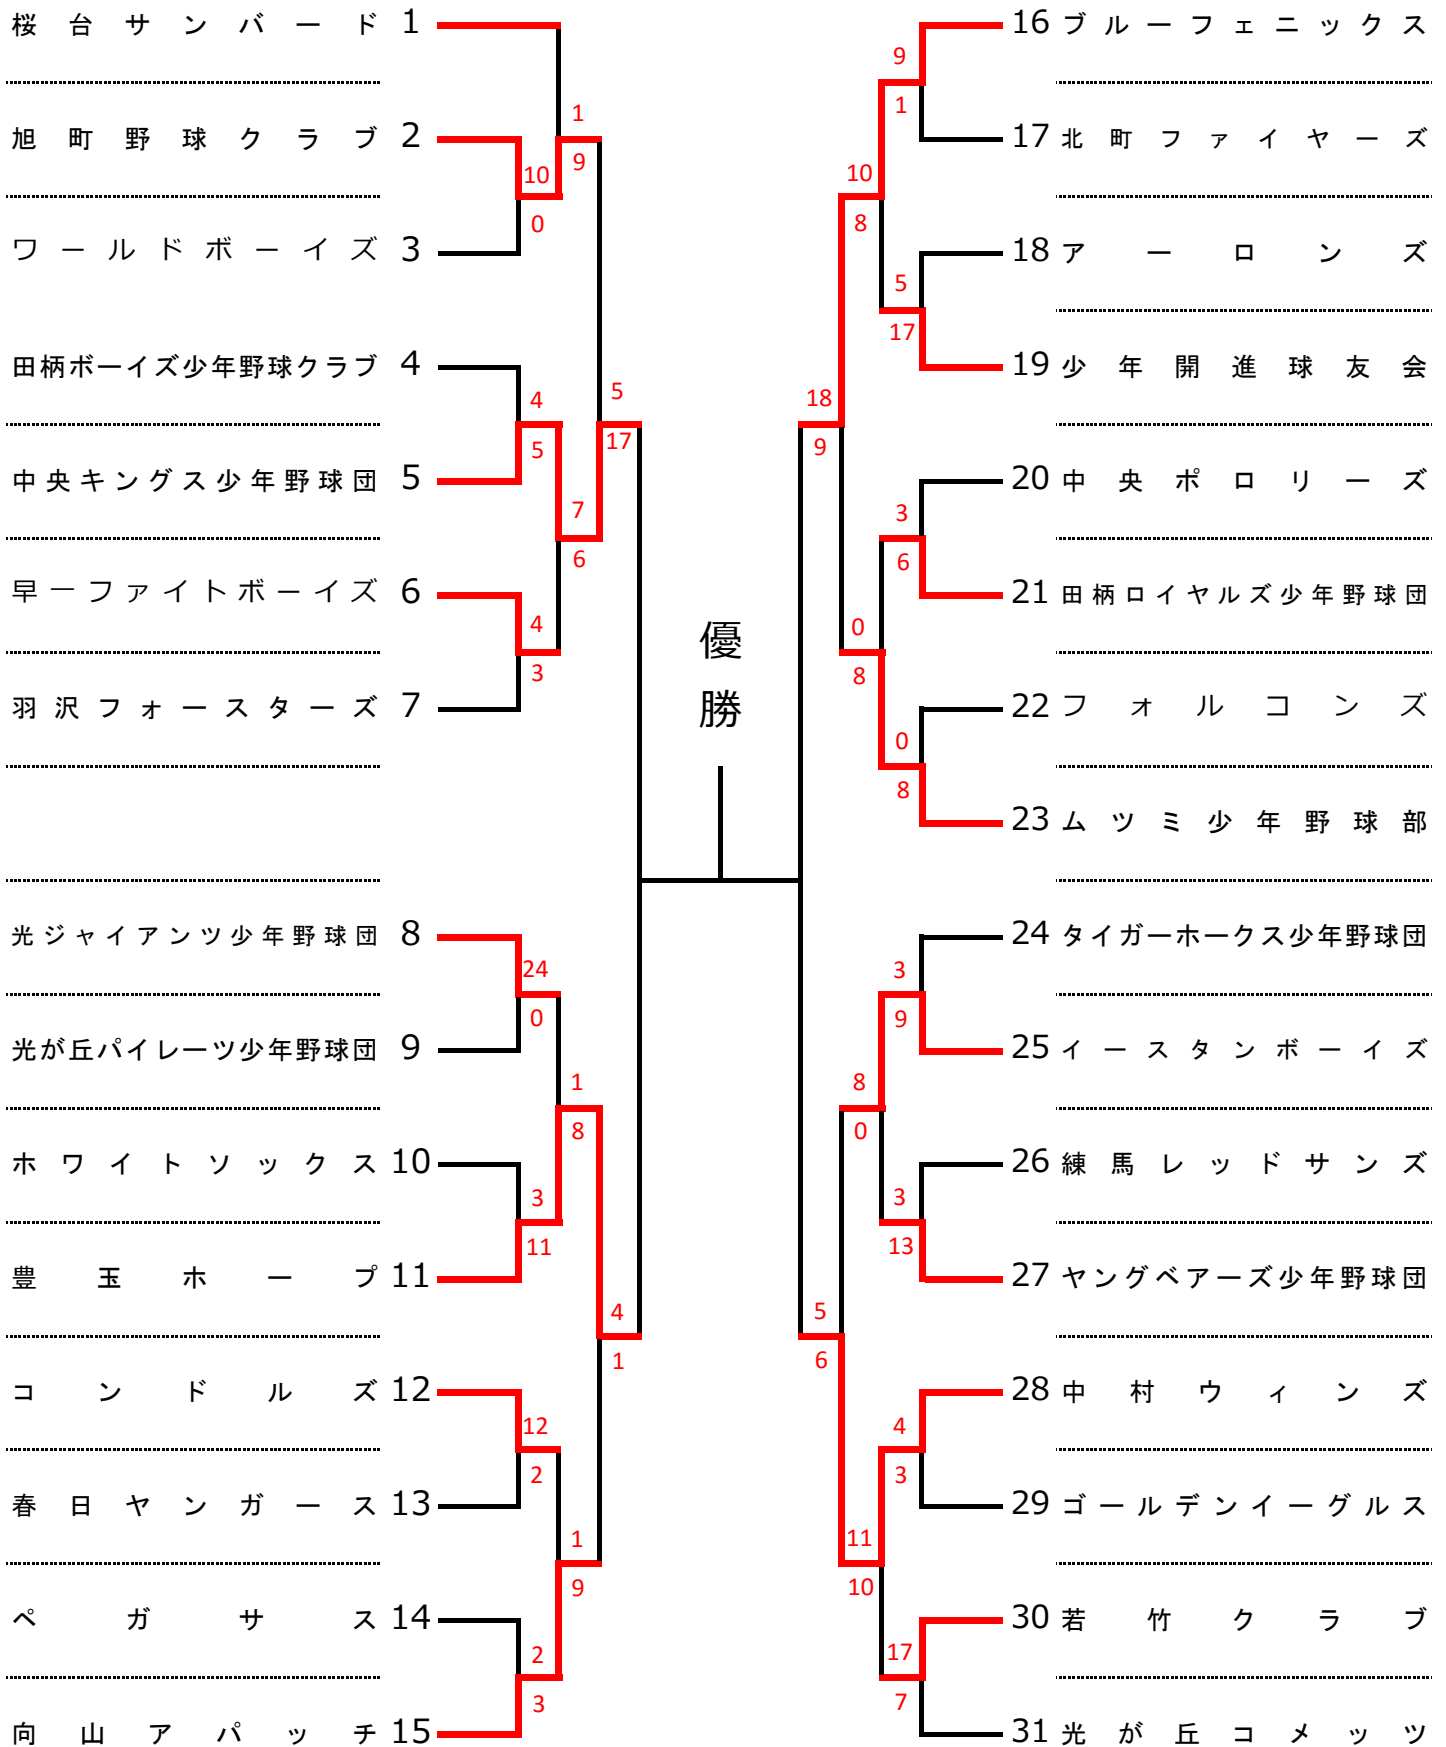 桜台サンバード 1
1
旭町野球クラブ 2
9
10
0
ワールドボーイズ 3
田柄ボーイズ少年野球クラブ 4
4
5
5
17
中央キングス少年野球団 5
7
6
早一ファイトボーイズ 6
4
3
羽沢フォースターズ 7
光ジャイアンツ少年野球団 8
24
0
光が丘パイレーツ少年野球団 9
1
8
ホワイトソックス 10
3
11
豊玉ホープ 11
4
1
コンドルズ 12
12
2
春日ヤンガース 13
1
9
ペガサス 14
2
3
向山アパッチ 15
優
勝
16 ブルーフェニックス
9
1
17 北町ファイヤーズ
10
8
18 アーロンズ
5
17
19 少年開進球友会
18
9
20 中央ポロリーズ
3
6
21 田柄ロイヤルズ少年野球団
0
8
22 フォルコンズ
0
8
23 ムツミ少年野球部
24 タイガーホークス少年野球団
3
9
25 イースタンボーイズ
8
0
26 練馬レッドサンズ
3
13
27 ヤングベアーズ少年野球団
5
6
28 中村ウィンズ
4
3
29 ゴールデンイーグルス
11
10
30 若竹クラブ
17
7
31 光が丘コメッツ